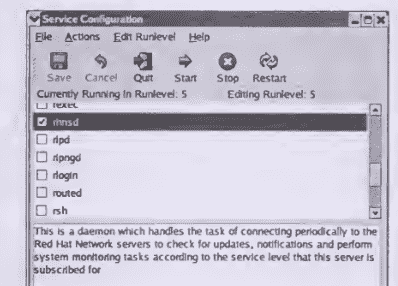 Service Configuration
File Actions Edit Runlevel Help
Save Cancel Quit Start Stop Restart
Currently Running in Runlevel: 5 Editing Runlevel: 5
rexec
rhnsd
ripd
ripngd
rlogin
routed
rsh
This is a daemon which handles the task of connecting periodically to the
Red Hat Network servers to check for updates, notifications and perform
system monitoring tasks according to the service level that this server is
subscribed for